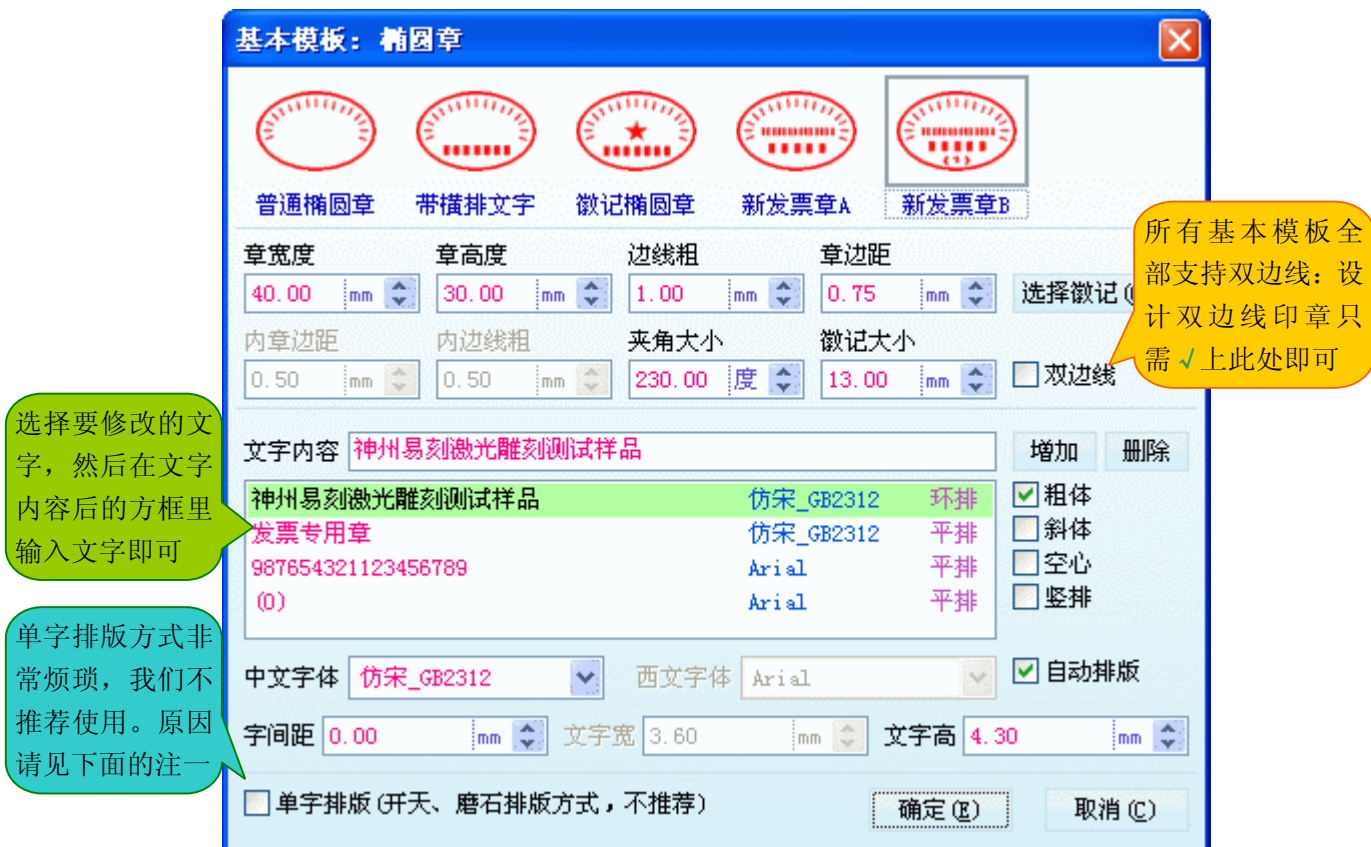 基本模板：椭圆章
普通椭圆章 带横排文字 徽记椭圆章 新发票章A 新发票章B
章宽度 章高度 边线粗 章边距
40.00 mm 30.00 mm 1.00 mm 0.75 mm 选择徽记(
内章边距 内边线粗 夹角大小 徽记大小
0.50 mm 0.50 mm 230.00 度 13.00 mm 双边线
所有基本模板全
部支持双边线：设
计双边线印章只
需√上此处即可
文字内容 神州易刻激光雕刻测试样品 增加 删除
神州易刻激光雕刻测试样品 仿宋_GB2312 环排 粗体
发票专用章 仿宋_GB2312 平排 斜体
987654321123456789 Arial 平排 空心
(0) Arial 平排 竖排
选择要修改的文
字，然后在文字
内容后的方框里
输入文字即可
中文字体 仿宋_GB2312 西文字体 Arial 自动排版
字间距 0.00 mm 文字宽 3.60 mm 文字高 4.30 mm
单字排版方式非
常烦琐，我们不
推荐使用。原因
请见下面的注一
单字排版(开天、磨石排版方式，不推荐) 确定(E) 取消(C)